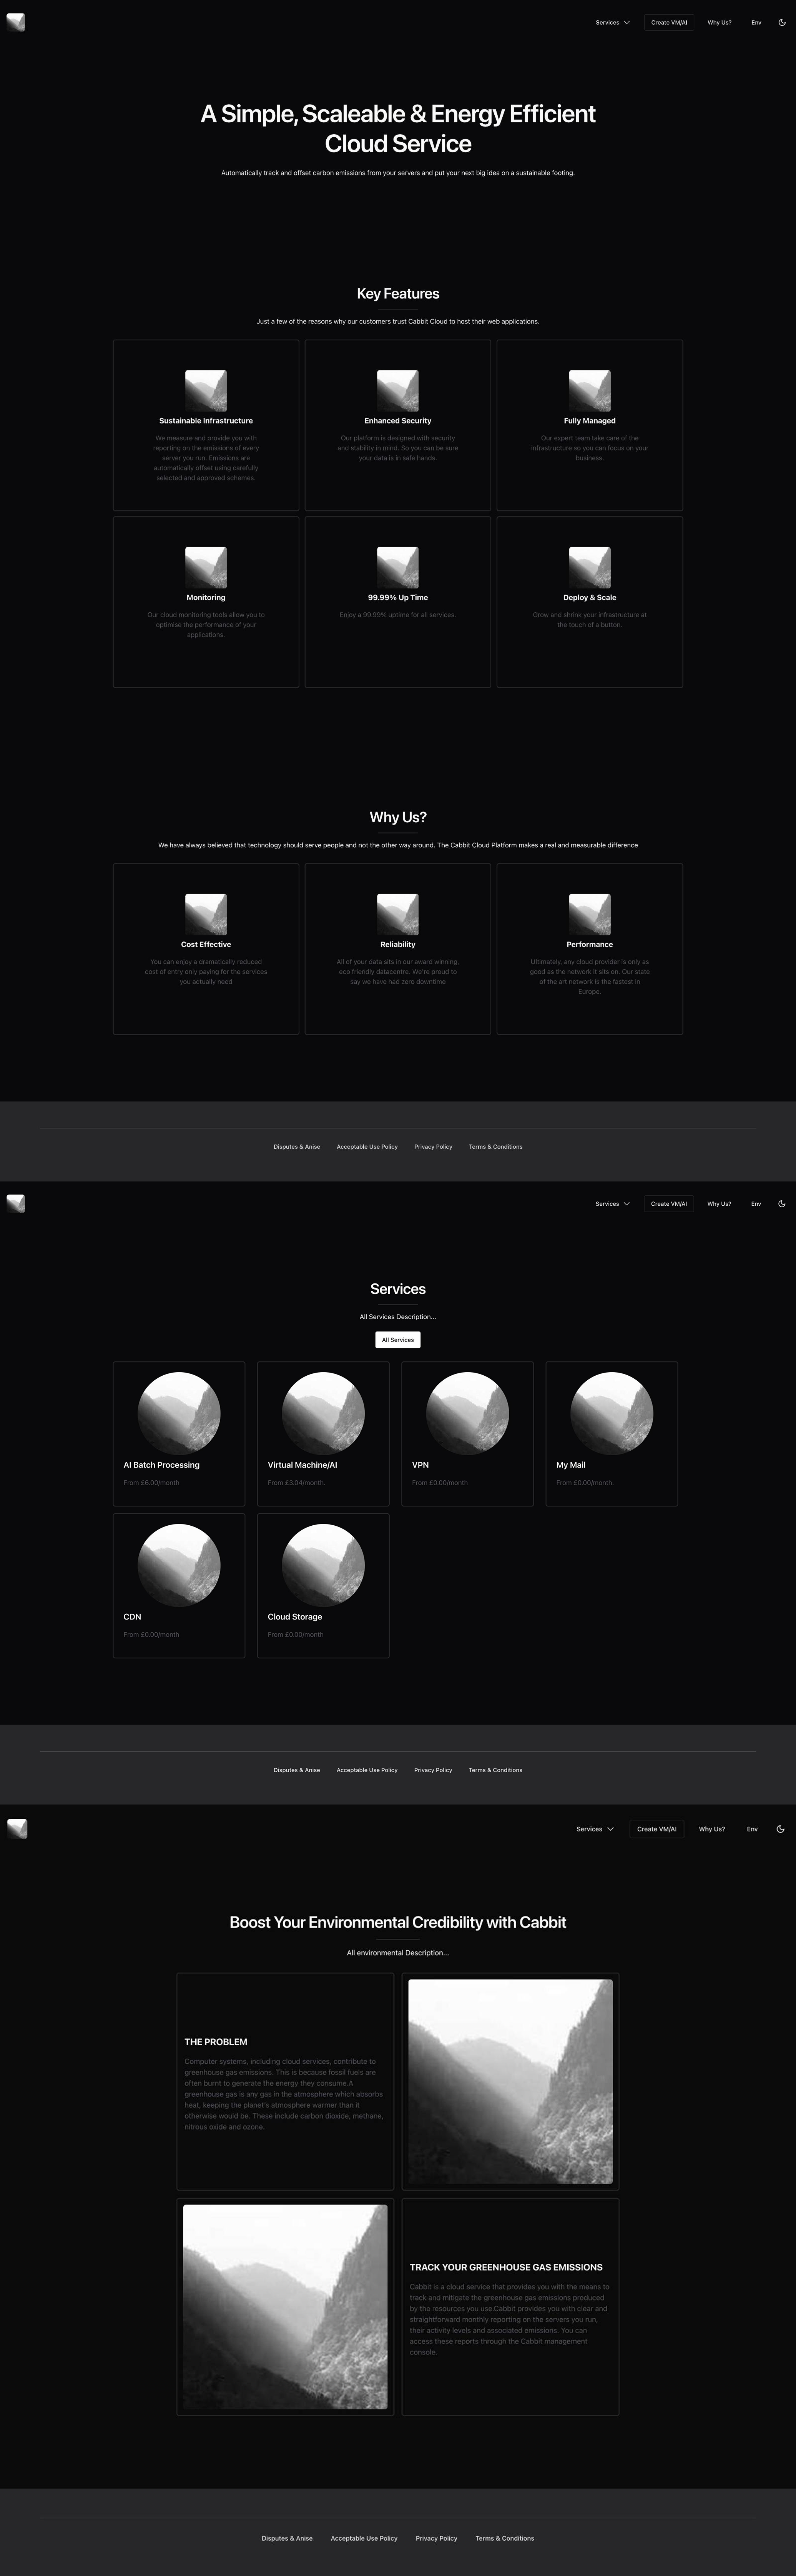 Services
Create VM/AI
Why Us?
Env
A Simple, Scaleable & Energy Efficient
Cloud Service
Automatically track and offset carbon emissions from your servers and put your next big idea on a sustainable footing.
Key Features
Just a few of the reasons why our customers trust Cabbit Cloud to host their web applications.
Sustainable Infrastructure
We measure and provide you with
reporting on the emissions of every
server you run. Emissions are
automatically offset using carefully
selected and approved schemes.
Enhanced Security
Our platform is designed with security
and stability in mind. So you can be sure
your data is in safe hands.
Fully Managed
Our expert team take care of the
infrastructure so you can focus on your
business.
Monitoring
Our cloud monitoring tools allow you to
optimise the performance of your
applications.
99.99% Up Time
Enjoy a 99.99% uptime for all services.
Deploy & Scale
Grow and shrink your infrastructure at
the touch of a button.
Why Us?
We have always believed that technology should serve people and not the other way around. The Cabbit Cloud Platform makes a real and measurable difference
Cost Effective
You can enjoy a dramatically reduced
cost of entry only paying for the services
you actually need
Reliability
All of your data sits in our award winning,
eco friendly datacentre. We're proud to
say we have had zero downtime
Performance
Ultimately, any cloud provider is only as
good as the network it sits on. Our state
of the art network is the fastest in
Europe.
Disputes & Anise
Acceptable Use Policy
Privacy Policy
Terms & Conditions
Services
Create VM/AI
Why Us?
Env
Services
All Services Description...
All Services
AI Batch Processing
From £6.00/month
Virtual Machine/AI
From £3.04/month.
VPN
From £0.00/month
My Mail
From £0.00/month.
CDN
From £0.00/month
Cloud Storage
From £0.00/month
Disputes & Anise
Acceptable Use Policy
Privacy Policy
Terms & Conditions
Services
Create VM/AI
Why Us?
Env
Boost Your Environmental Credibility with Cabbit
All environmental Description...
THE PROBLEM
Computer systems, including cloud services, contribute to
greenhouse gas emissions. This is because fossil fuels are
often burnt to generate the energy they consume.A
greenhouse gas is any gas in the atmosphere which absorbs
heat, keeping the planet's atmosphere warmer than it
otherwise would be. These include carbon dioxide, methane,
nitrous oxide and ozone.
TRACK YOUR GREENHOUSE GAS EMISSIONS
Cabbit is a cloud service that provides you with the means to
track and mitigate the greenhouse gas emissions produced
by the resources you use.Cabbit provides you with clear and
straightforward monthly reporting on the servers you run,
their activity levels and associated emissions. You can
access these reports through the Cabbit management
console.
Disputes & Anise
Acceptable Use Policy
Privacy Policy
Terms & Conditions